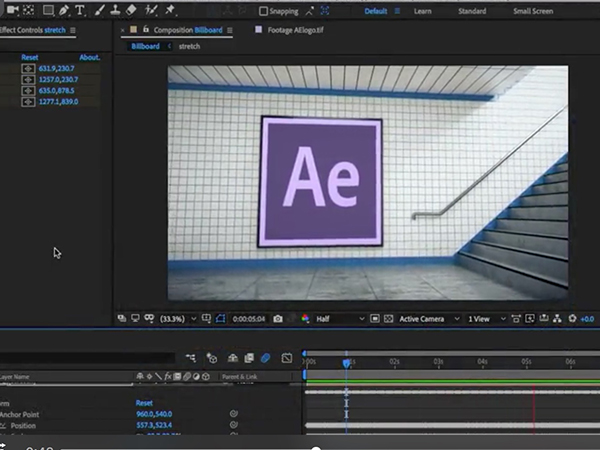 Snapping
Default
Learn
Standard
Small Screen
Effect Controls stretch
Composition Billboard
Footage AElogo.tif
Billboard
stretch
Reset
About.
631.9,230.7
1257.0,230.7
635.0,878.5
1277.1,839.0
Ae
(33.3%)
0:00:05:04
Half
Active Camera
1 View
+0.0
:00s
02s
03s
04s
05s
06s
Layer Name
Parent & Link
Reset
Anchor Point
960.0,540.0
Position
557.3,523.4